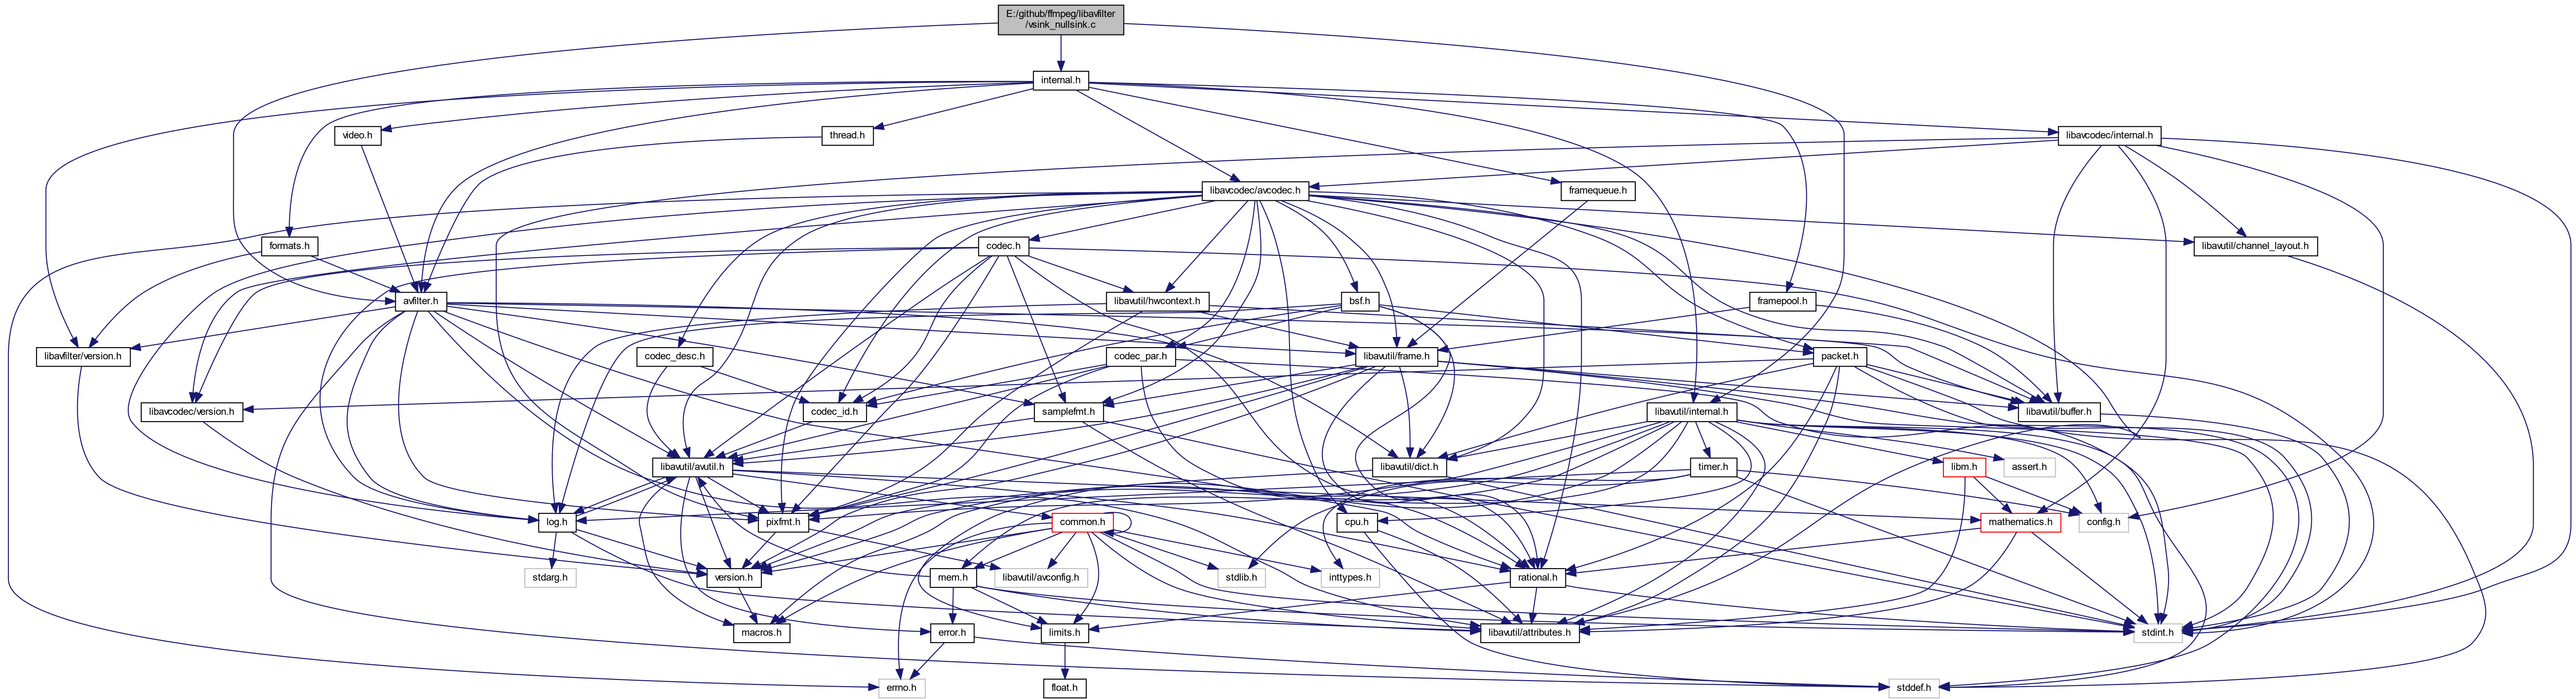 E:/github/ffmpeg/libavfilter
/vsink_nullsink.c
internal.h
video.h
thread.h
libavcodec/internal.h
libavcodec/avcodec.h
framequeue.h
formats.h
codec.h
libavutil/channel_layout.h
avfilter.h
libavutil/hwcontext.h
bsf.h
framepool.h
libavfilter/version.h
codec_desc.h
codec_par.h
libavutil/frame.h
packet.h
libavcodec/version.h
codec_id.h
samplefmt.h
libavutil/internal.h
libavutil/buffer.h
libavutil/avutil.h
libavutil/dict.h
timer.h
libm.h
assert.h
log.h
pixfmt.h
common.h
cpu.h
mathematics.h
config.h
stdarg.h
version.h
mem.h
libavutil/avconfig.h
stdlib.h
inttypes.h
rational.h
macros.h
error.h
limits.h
libavutil/attributes.h
stdint.h
errno.h
float.h
stddef.h